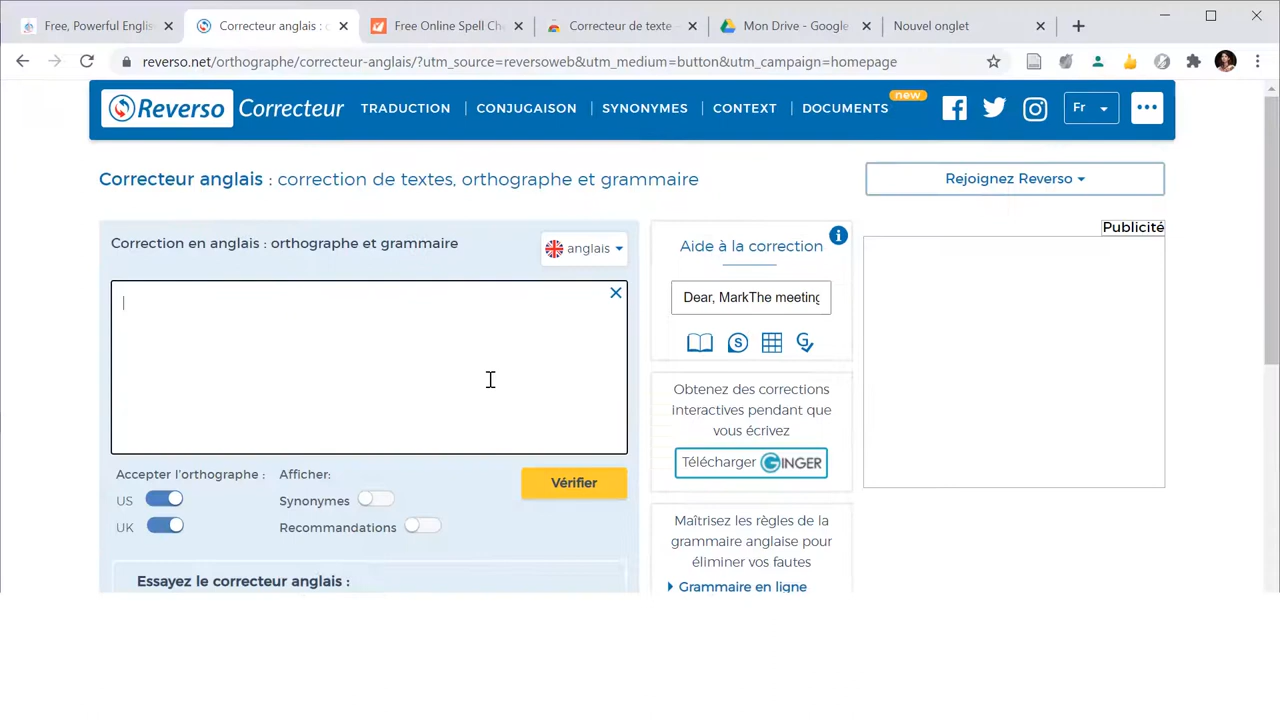 Free, Powerful Englis
Correcteur anglais : c
Free Online Spell Ch
Correcteur de texte -
Mon Drive - Google
Nouvel onglet
reverso.net/orthographe/correcteur-anglais/?utm_source=reversoweb&utm_medium=button&utm_campaign=homepage
Reverso Correcteur TRADUCTION CONJUGAISON SYNONYMES CONTEXT DOCUMENTS new Fr
Correcteur anglais : correction de textes, orthographe et grammaire
Rejoignez Reverso
Correction en anglais : orthographe et grammaire
anglais
Accepter l'orthographe :
US
UK
Afficher:
Synonymes
Recommandations
Vérifier
Essayez le correcteur anglais :
Aide à la correction
Dear, MarkThe meeting
Obtenez des corrections
interactives pendant que
vous écrivez
Télécharger GINGER
Maîtrisez les règles de la
grammaire anglaise pour
éliminer vos fautes
Grammaire en ligne
Publicité